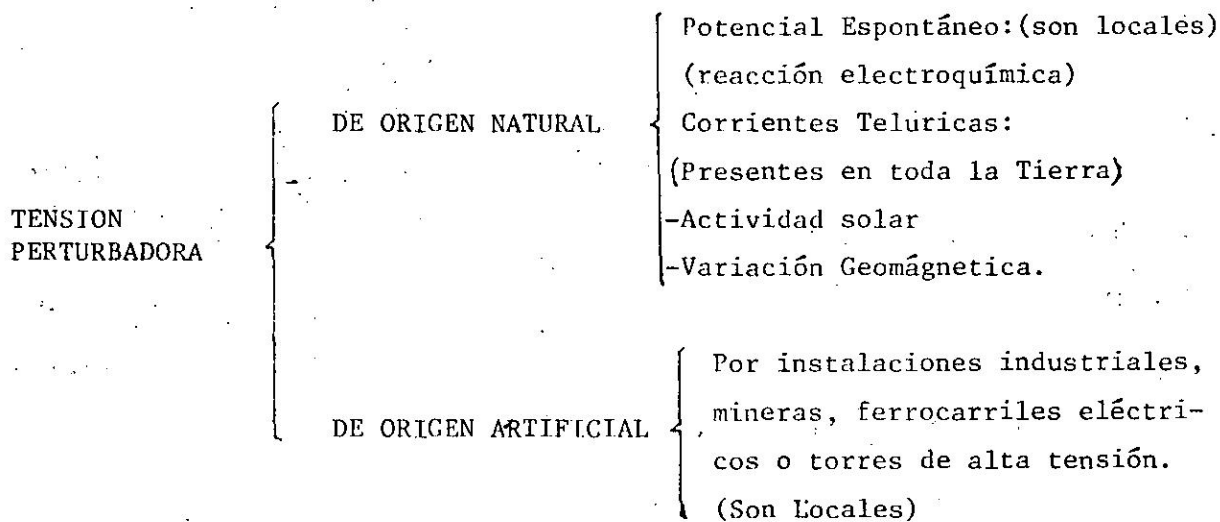 TENSION
PERTURBADORA
DE ORIGEN NATURAL
Potencial Espontáneo:(son locales)
(reacción electroquímica)
Corrientes Telúricas:
(Presentes en toda la Tierra)
-Actividad solar
-Variación Geomágnetica.
DE ORIGEN ARTIFICIAL
Por instalaciones industriales,
mineras, ferrocarriles eléctri-
cos o torres de alta tensión.
(Son Locales)